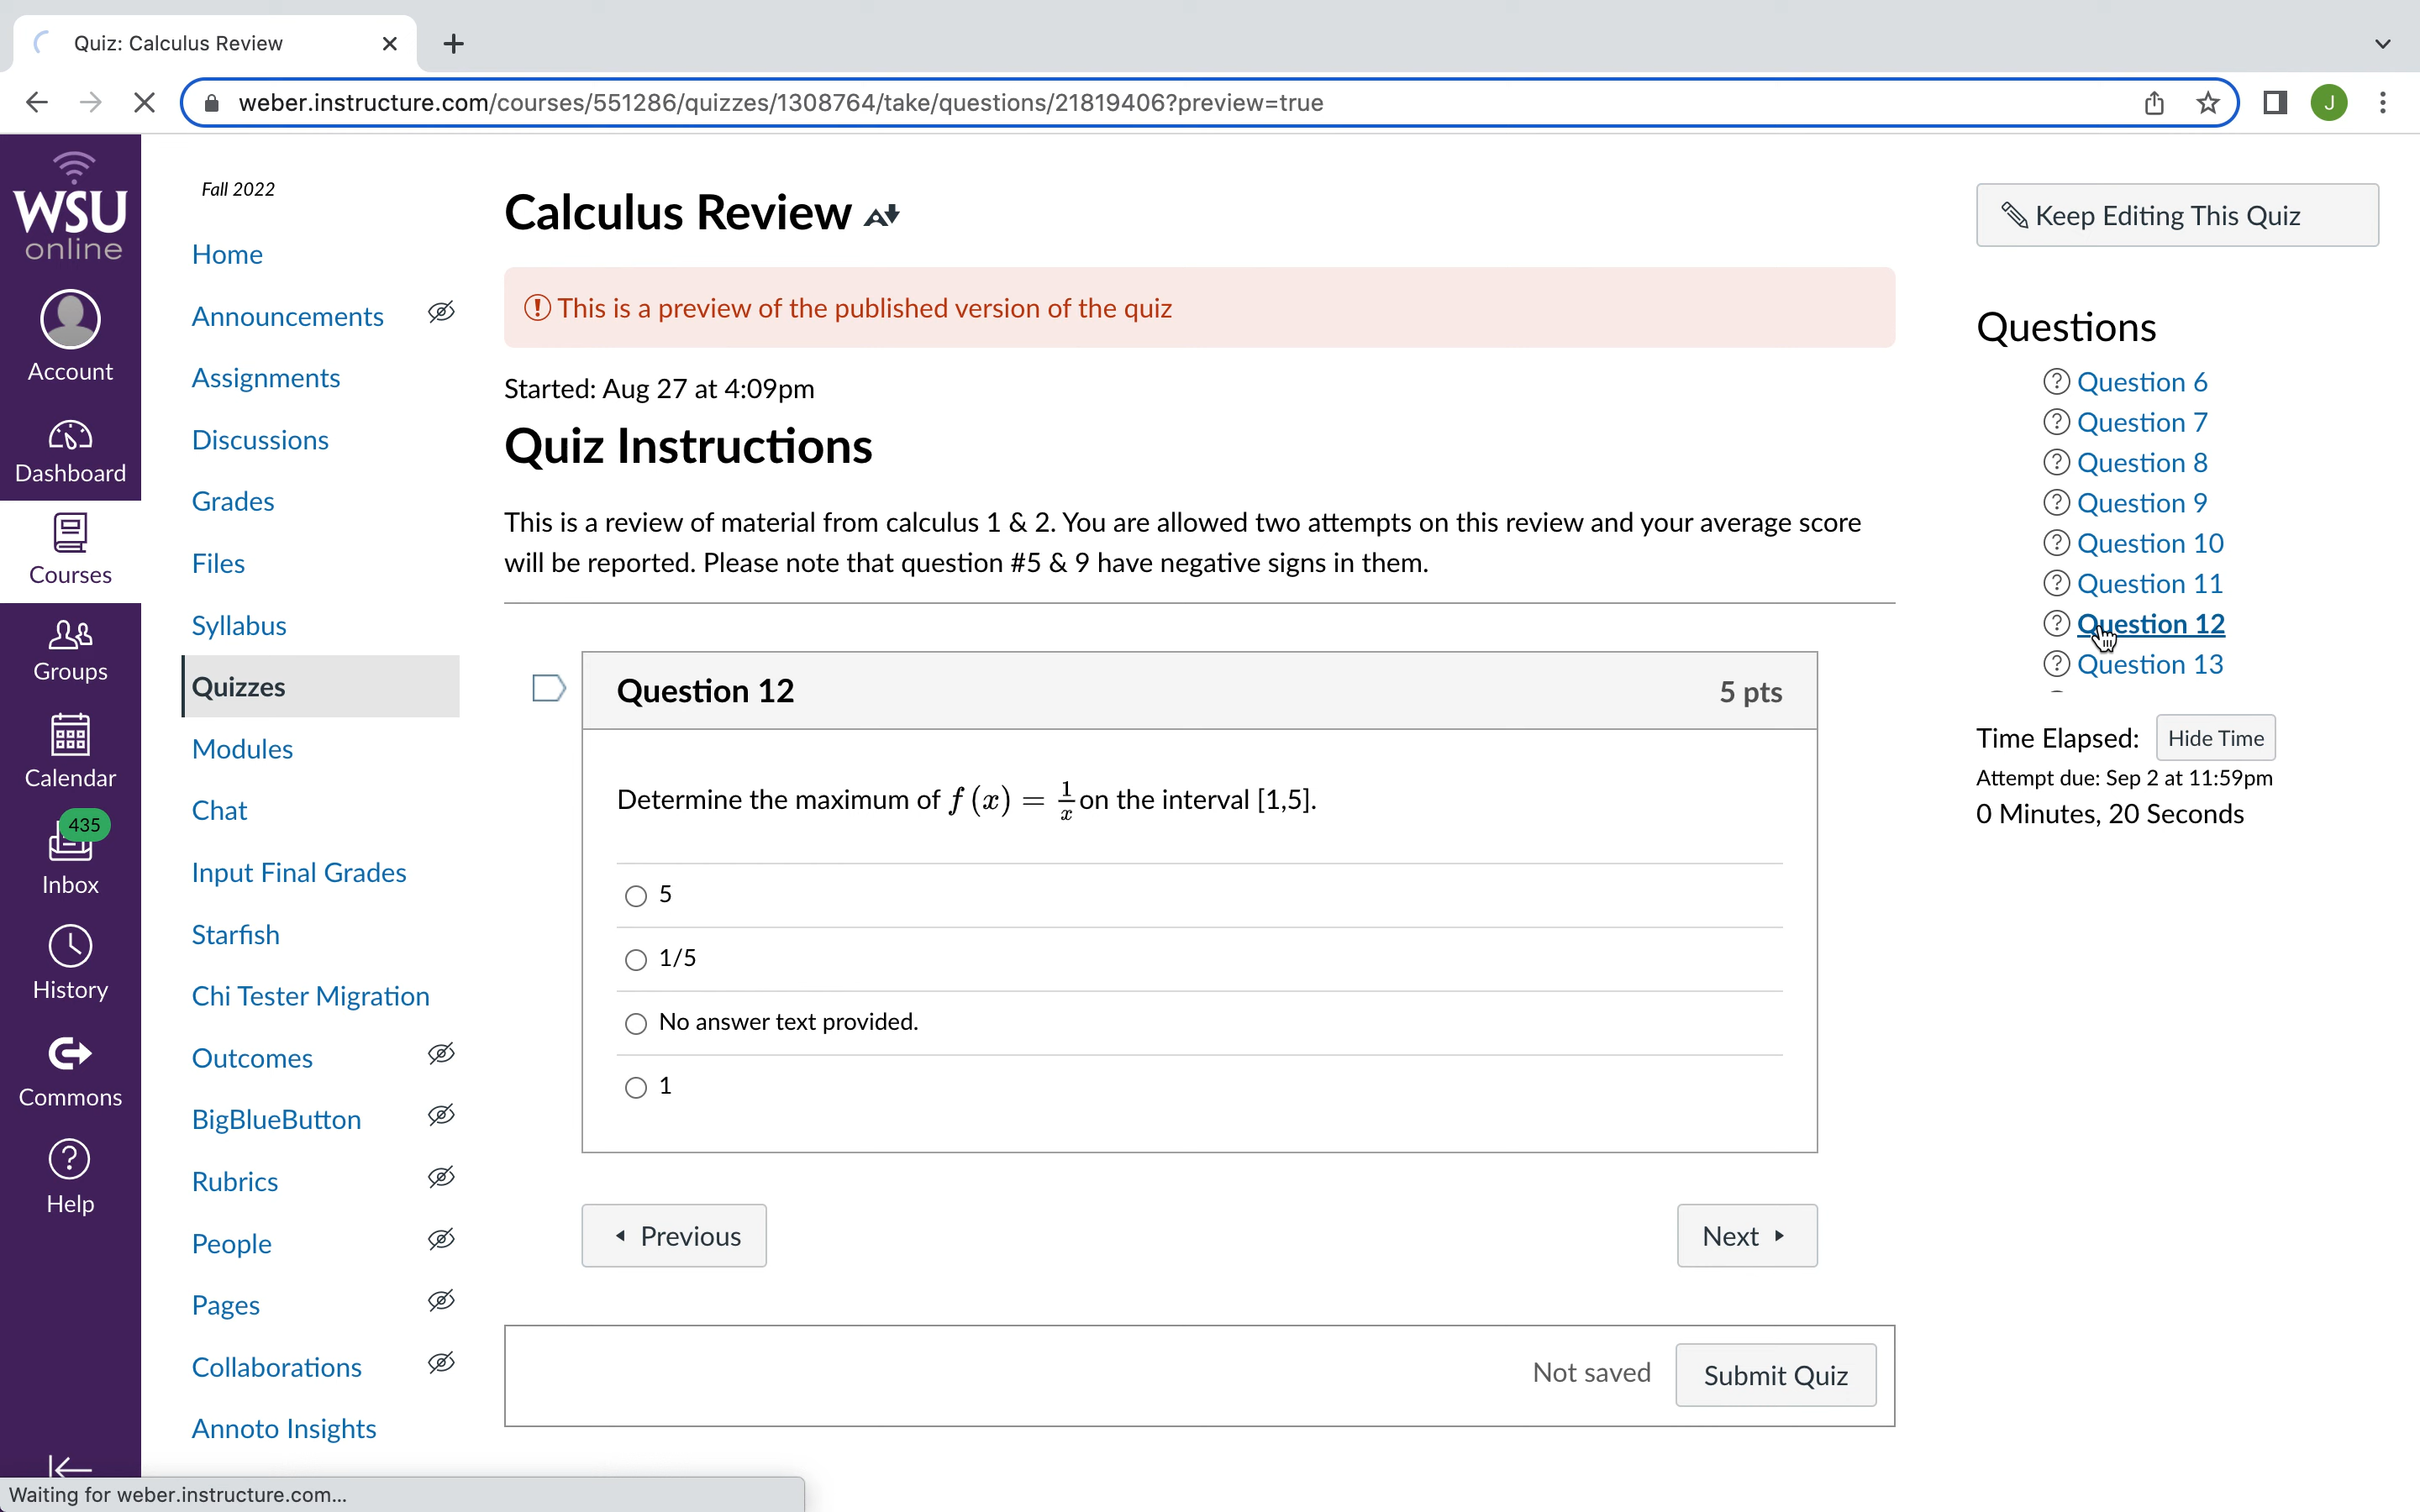 Quiz: Calculus Review
weber.instructure.com/courses/551286/quizzes/1308764/take/questions/21819406?preview=true
J
WSU
online
Account
Dashboard
Courses
Groups
Calendar
435
Inbox
History
Commons
Help
Fall 2022
Home
Announcements
Assignments
Discussions
Grades
Files
Syllabus
Quizzes
Modules
Chat
Input Final Grades
Starfish
Chi Tester Migration
Outcomes
BigBlueButton
Rubrics
People
Pages
Collaborations
Annoto Insights
Calculus Review
This is a preview of the published version of the quiz
Started: Aug 27 at 4:09pm
Quiz Instructions
This is a review of material from calculus 1 & 2. You are allowed two attempts on this review and your average score
will be reported. Please note that question #5 & 9 have negative signs in them.
Question 12 5 pts
Determine the maximum of f (x) = 1/x on the interval [1,5].
5
1/5
No answer text provided.
1
Previous
Next
Not saved
Submit Quiz
Keep Editing This Quiz
Questions
Question 6
Question 7
Question 8
Question 9
Question 10
Question 11
Question 12
Question 13
Time Elapsed: Hide Time
Attempt due: Sep 2 at 11:59pm
0 Minutes, 20 Seconds
Waiting for weber.instructure.com...